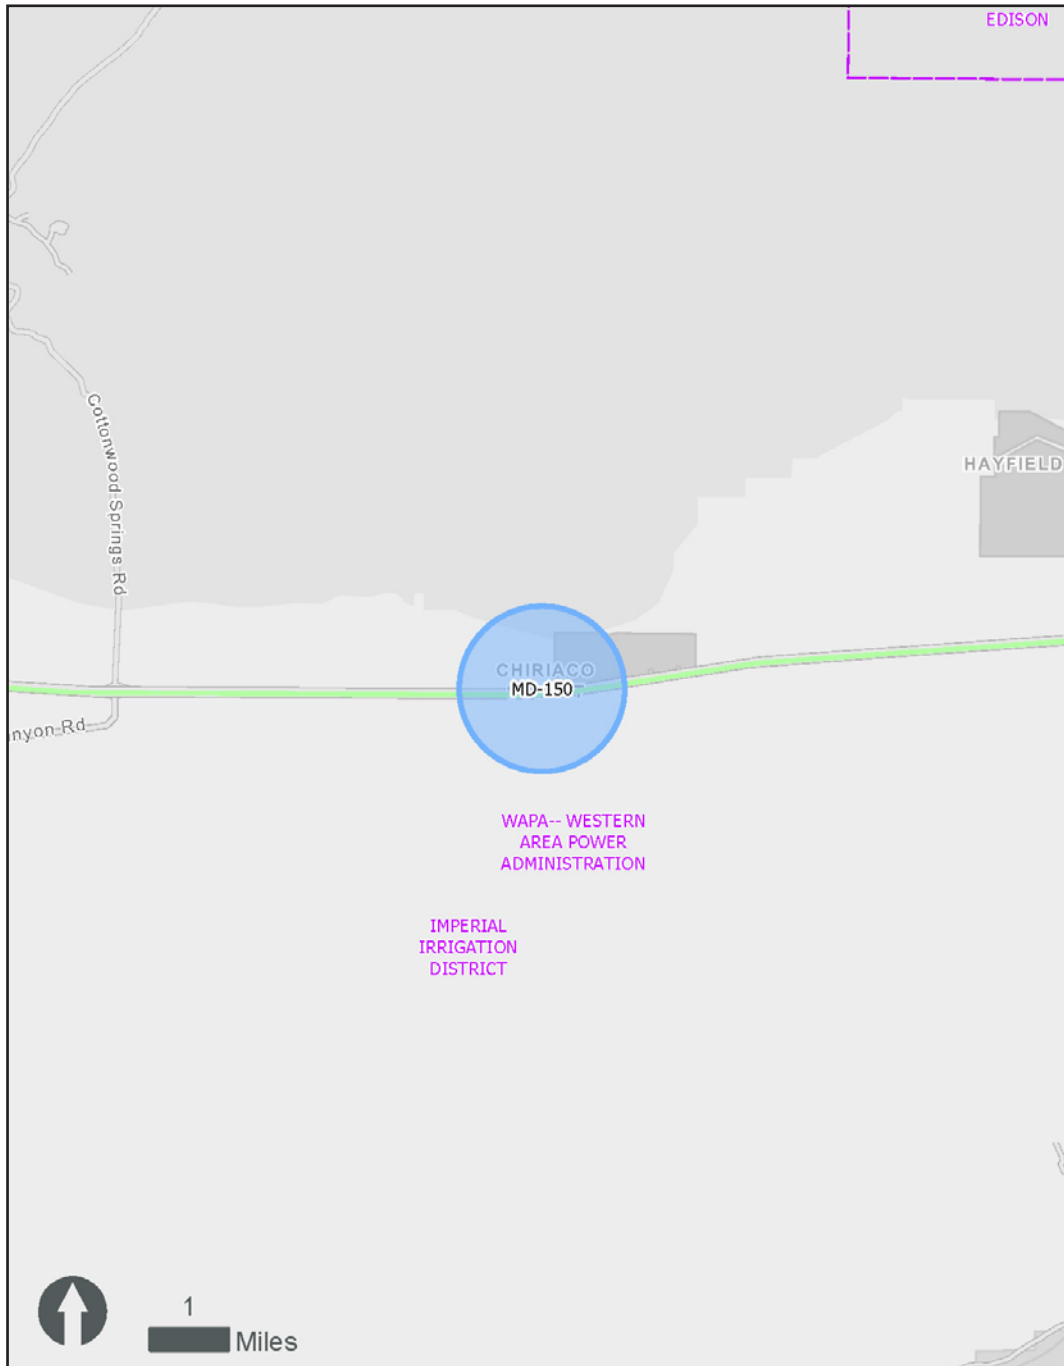 EDISON
Cottonwood Springs Rd
HAYFIELD
CHIRIACO
MD-150
nyon Rd
WAPA-- WESTERN
AREA POWER
ADMINISTRATION
IMPERIAL
IRRIGATION
DISTRICT
1
Miles